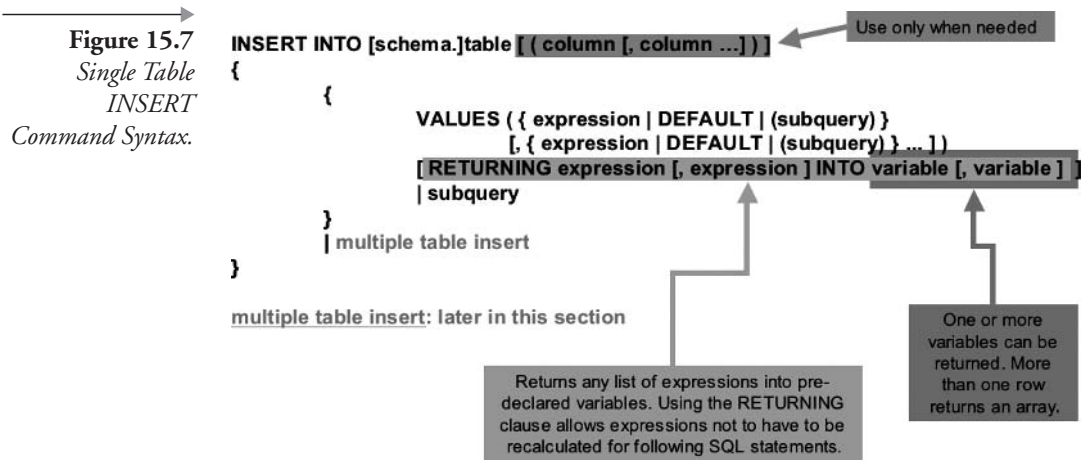 Figure 15.7
Single Table
INSERT
Command Syntax.
INSERT INTO [schema.]table [ ( column [, column ...] ) ]
Use only when needed
{
{
VALUES ( { expression | DEFAULT | (subquery) }
[, { expression | DEFAULT | (subquery) } ... ] )
[ RETURNING expression [, expression ] INTO variable [, variable ] ]
| subquery
}
| multiple table insert
}
multiple table insert: later in this section
Returns any list of expressions into pre-
declared variables. Using the RETURNING
clause allows expressions not to have to be
recalculated for following SQL statements.
One or more
variables can be
returned. More
than one row
returns an array.